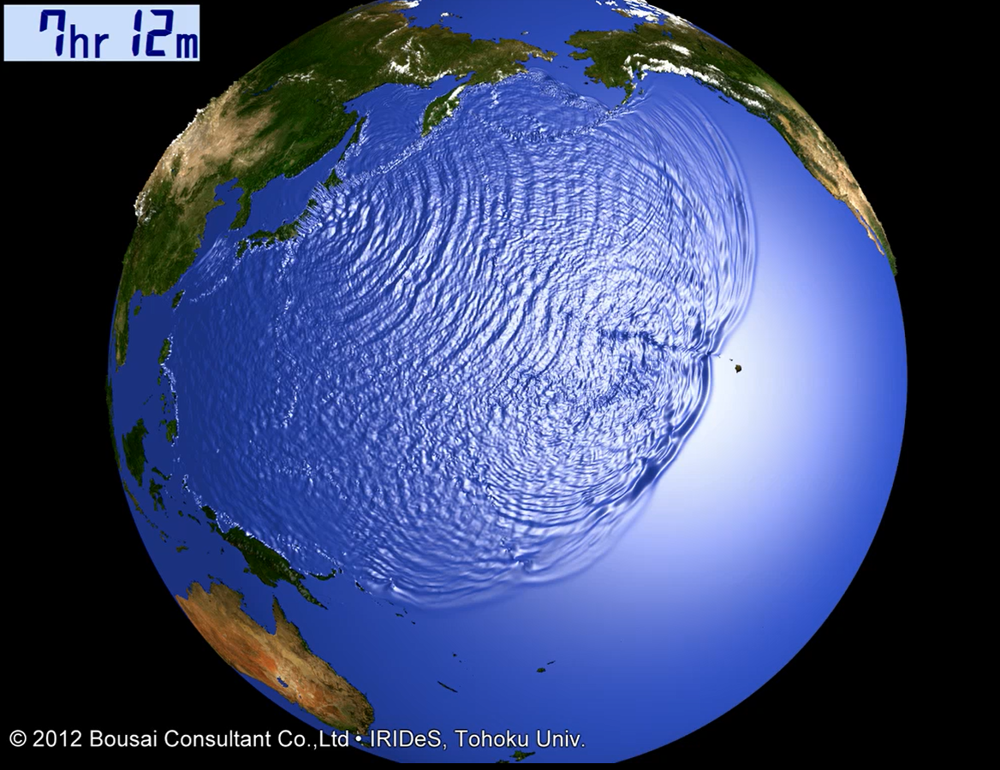 7hr 12m
© 2012 Bousai Consultant Co.,Ltd • IRIDeS, Tohoku Univ.